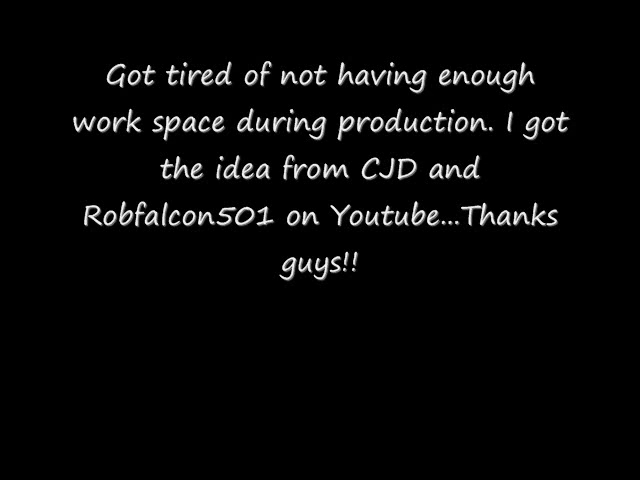 Got tired of not having enough
work space during production. I got
the idea from CJD and
Robfalcon501 on Youtube...Thanks
guys!!